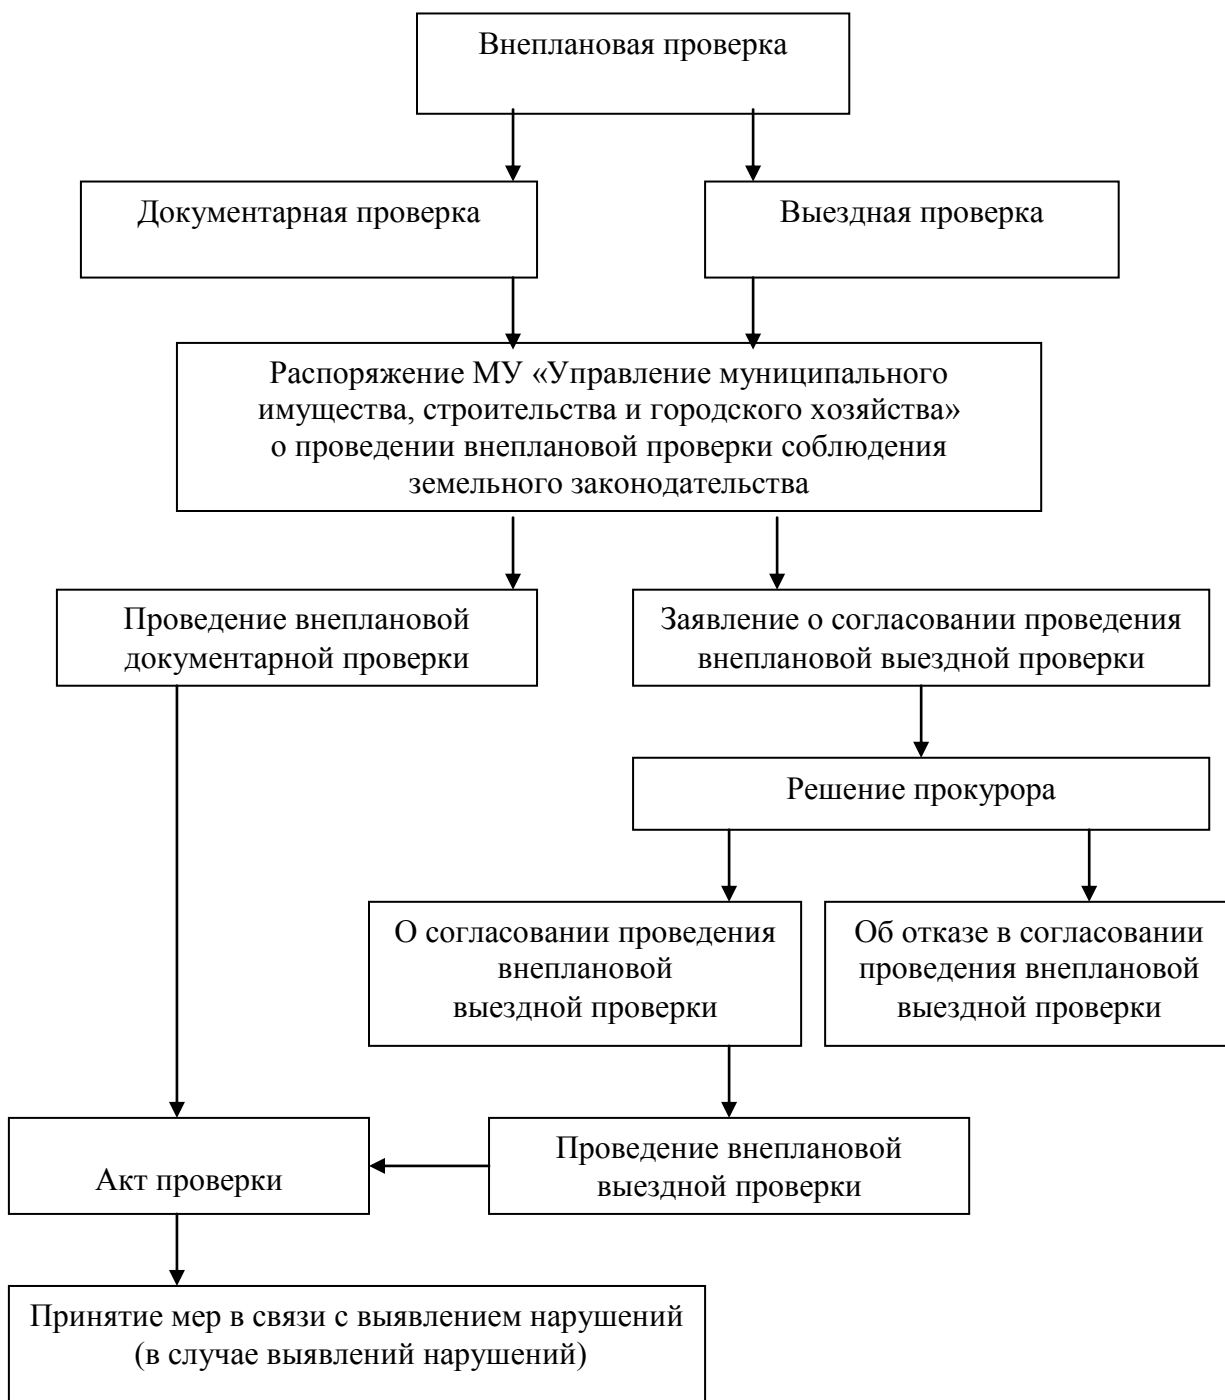 Внеплановая проверка
Документарная проверка
Выездная проверка
Распоряжение МУ «Управление муниципального
имущества, строительства и городского хозяйства»
о проведении внеплановой проверки соблюдения
земельного законодательства
Проведение внеплановой
документарной проверки
Заявление о согласовании проведения
внеплановой выездной проверки
Решение прокурора
О согласовании проведения
внеплановой
выездной проверки
Об отказе в согласовании
проведения внеплановой
выездной проверки
Акт проверки
Проведение внеплановой
выездной проверки
Принятие мер в связи с выявлением нарушений
(в случае выявлений нарушений)